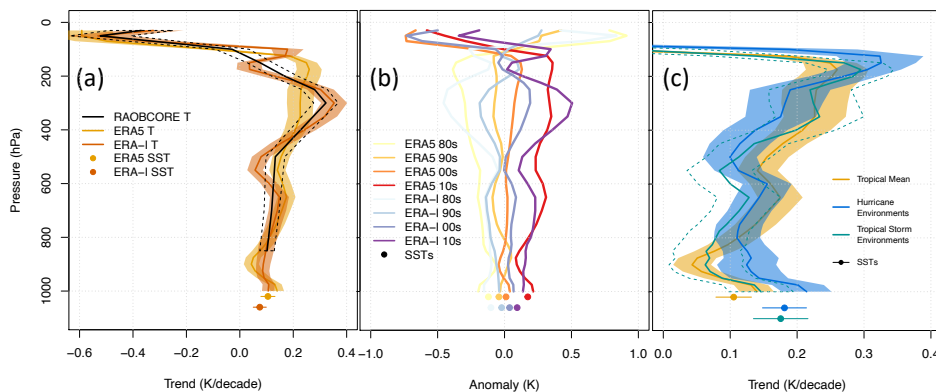 (a)
(b)
(c)
Pressure (hPa)
0
200
400
600
800
1000
RAOBCORE T
ERA5 T
ERA−I T
ERA5 SST
ERA−I SST
ERA5 80s
ERA5 90s
ERA5 00s
ERA5 10s
ERA−I 80s
ERA−I 90s
ERA−I 00s
ERA−I 10s
SSTs
Tropical Mean
Hurricane
Environments
Tropical Storm
Environments
SSTs
−0.6 −0.4 −0.2 0.0 0.2 0.4
−1.0 −0.5 0.0 0.5 1.0
0.0 0.1 0.2 0.3 0.4
Trend (K/decade)
Anomaly (K)
Trend (K/decade)